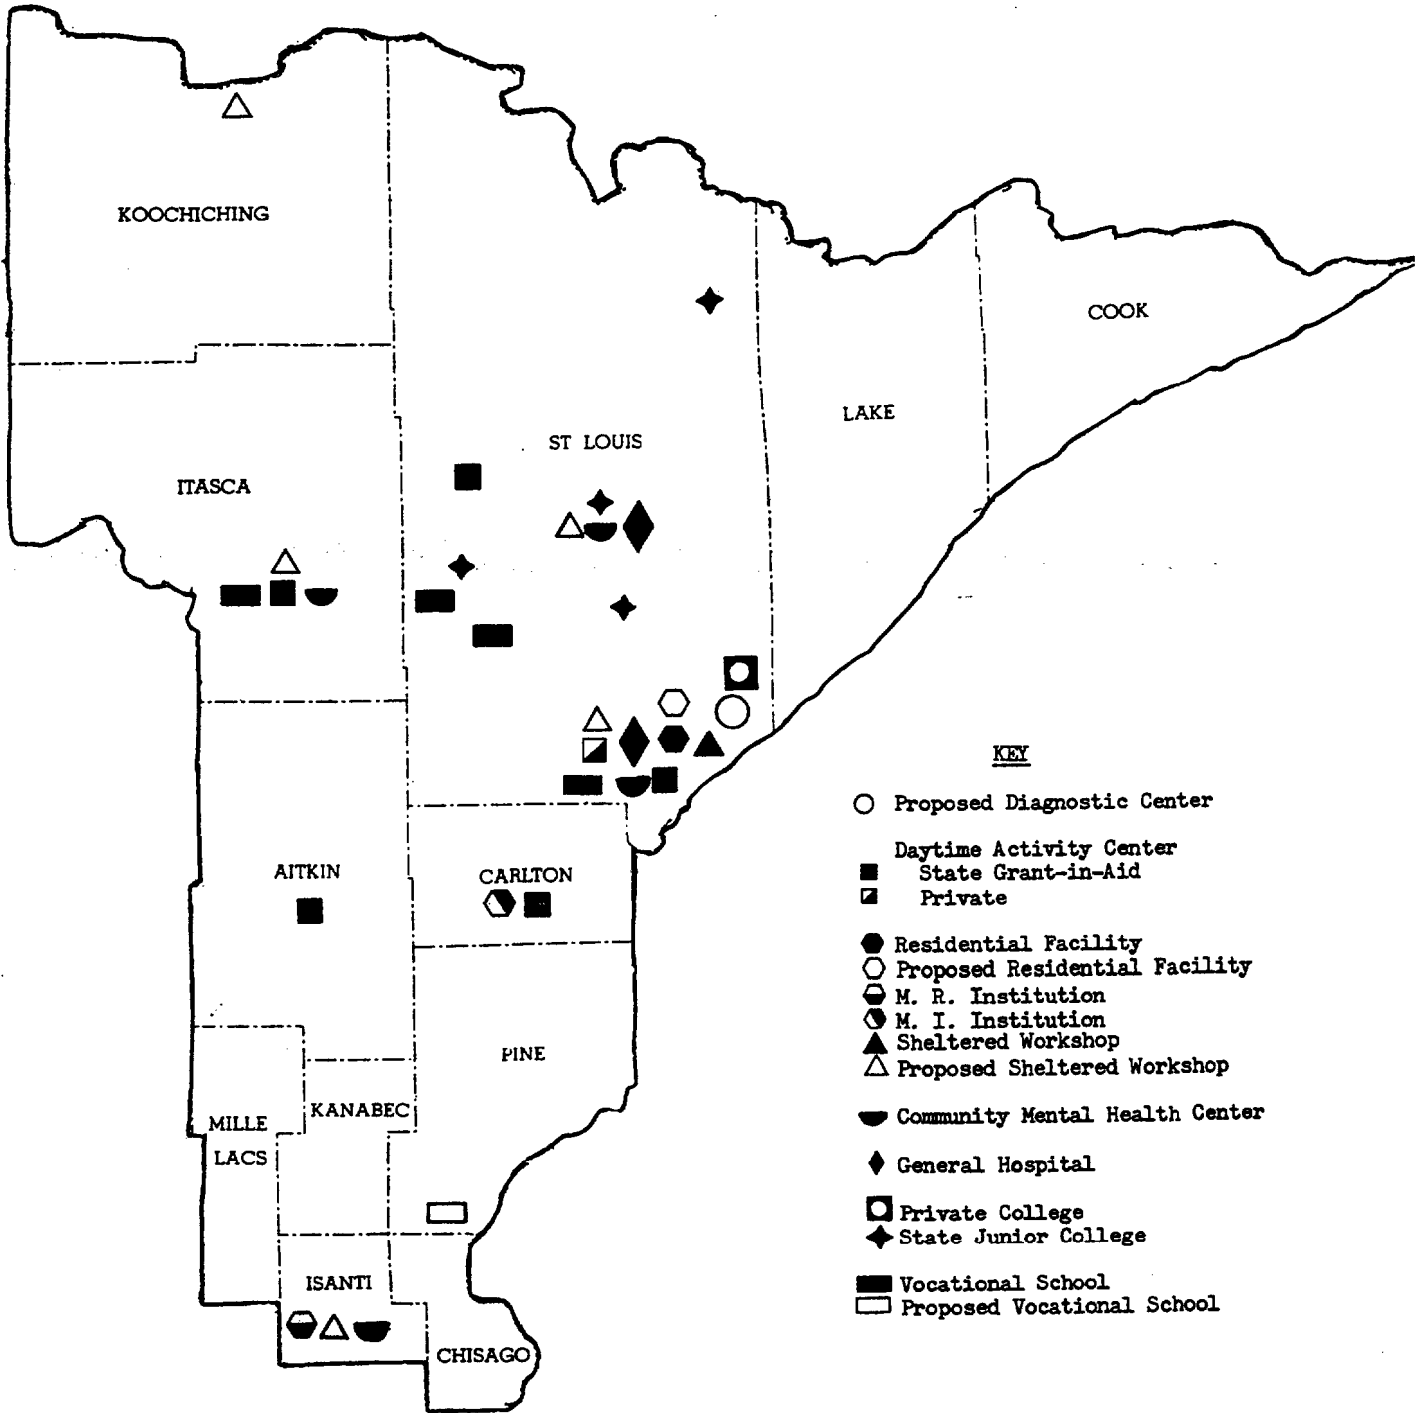 KOOCHICHING
COOK
LAKE
ST LOUIS
ITASCA
KEY
Proposed Diagnostic Center
Daytime Activity Center
State Grant-in-Aid
Private
AITKIN
CARLTON
Residential Facility
Proposed Residential Facility
M. R. Institution
M. I. Institution
Sheltered Workshop
Proposed Sheltered Workshop
PINE
KANABEC
MILLE
LACS
Community Mental Health Center
General Hospital
Private College
State Junior College
ISANTI
Vocational School
Proposed Vocational School
CHISAGO